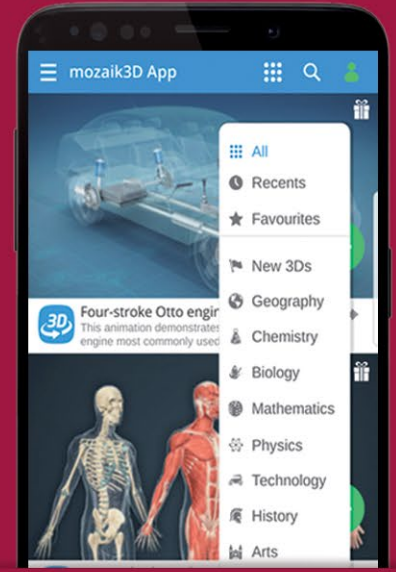 mozaik3D App
All
Recents
Favourites
New 3Ds
Geography
Chemistry
Biology
Mathematics
Physics
Technology
History
Arts
3D
Four-stroke Otto engin
This animation demonstrates
engine most commonly used